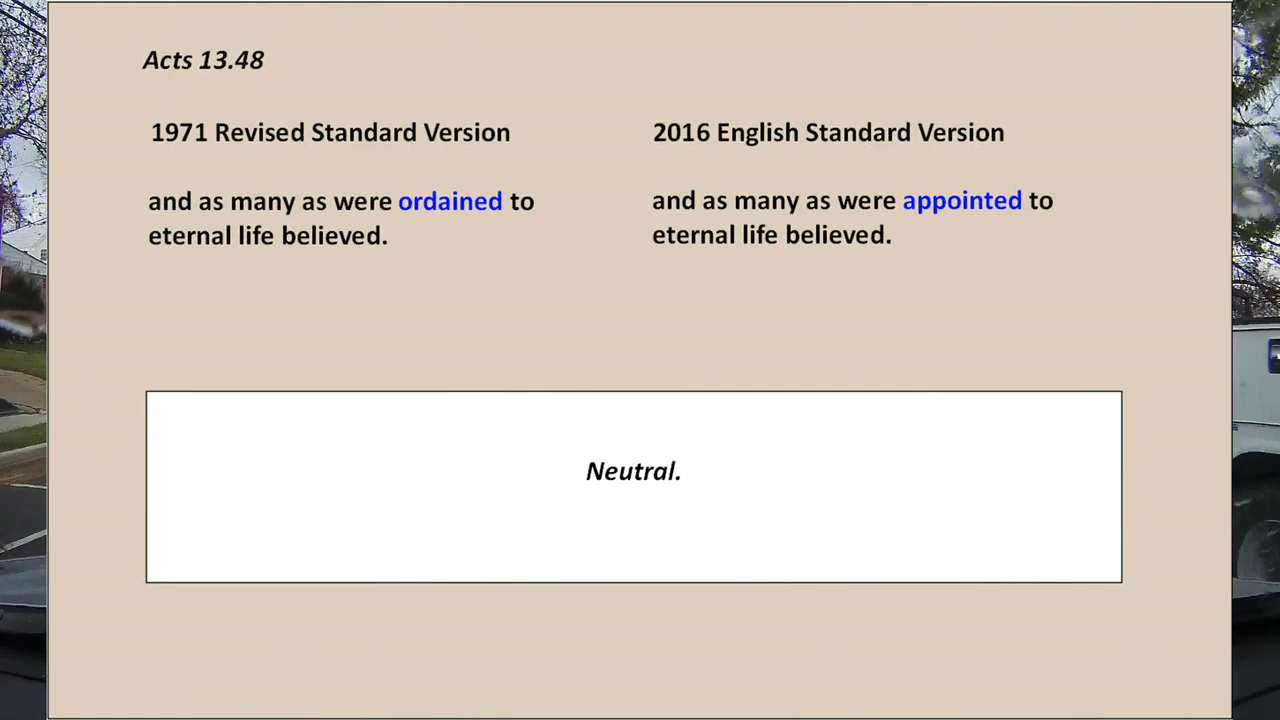 Acts 13.48
1971 Revised Standard Version
and as many as were ordained to
eternal life believed.
2016 English Standard Version
and as many as were appointed to
eternal life believed.
Neutral.